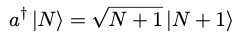 a† |N⟩ = √N + 1 |N + 1⟩